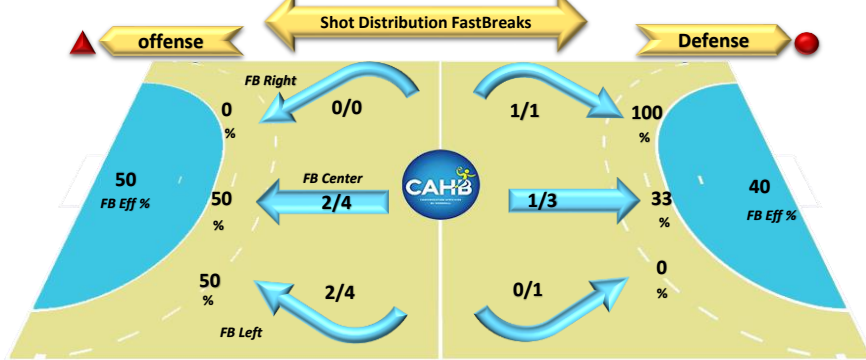 Shot Distribution FastBreaks
offense
Defense
FB Right
0
%
0/0
1/1
100
%
50
FB Eff %
FB Center
50
%
2/4
CAHB
1/3
33
%
40
FB Eff %
50
%
2/4
0/1
0
%
FB Left